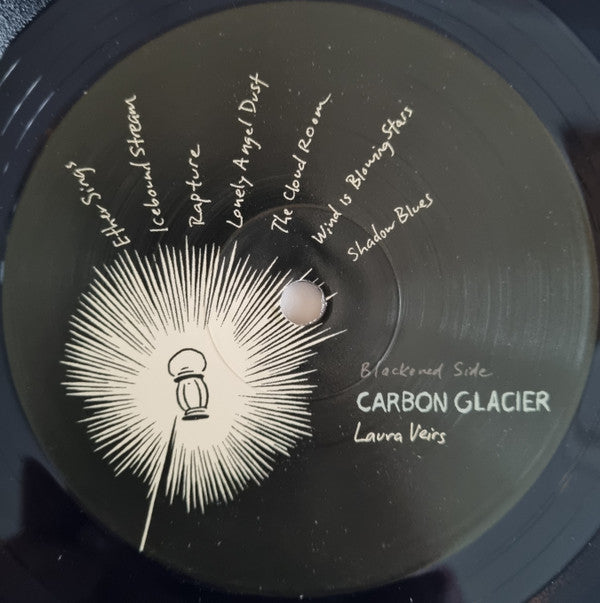 Ether Sings
Icebound Stream
Rapture
Lonely Angel Dust
The Cloud Room
Wind Is Blowing Stars
Shadow Blues
Blackened Side
CARBON GLACIER
Laura Veirs